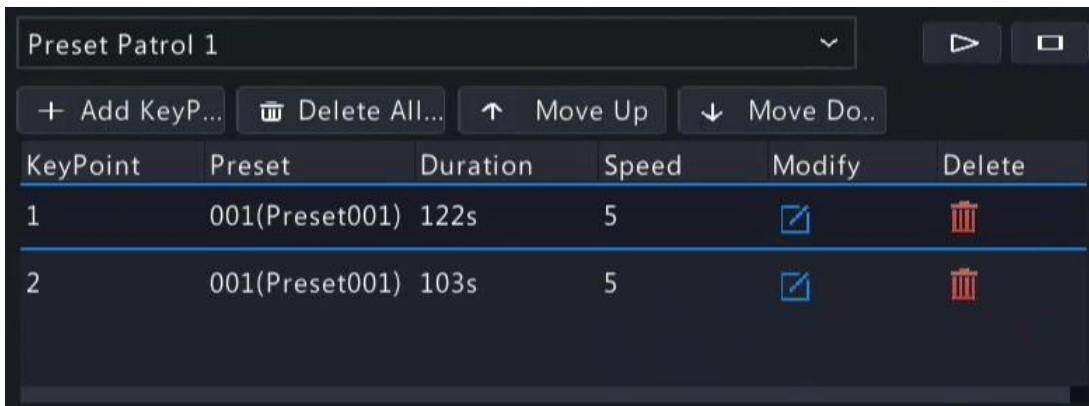 Preset Patrol 1
+ Add KeyP... Delete All... ↑ Move Up ↓ Move Do..
KeyPoint Preset Duration Speed Modify Delete
1 001(Preset001) 122s 5
2 001(Preset001) 103s 5